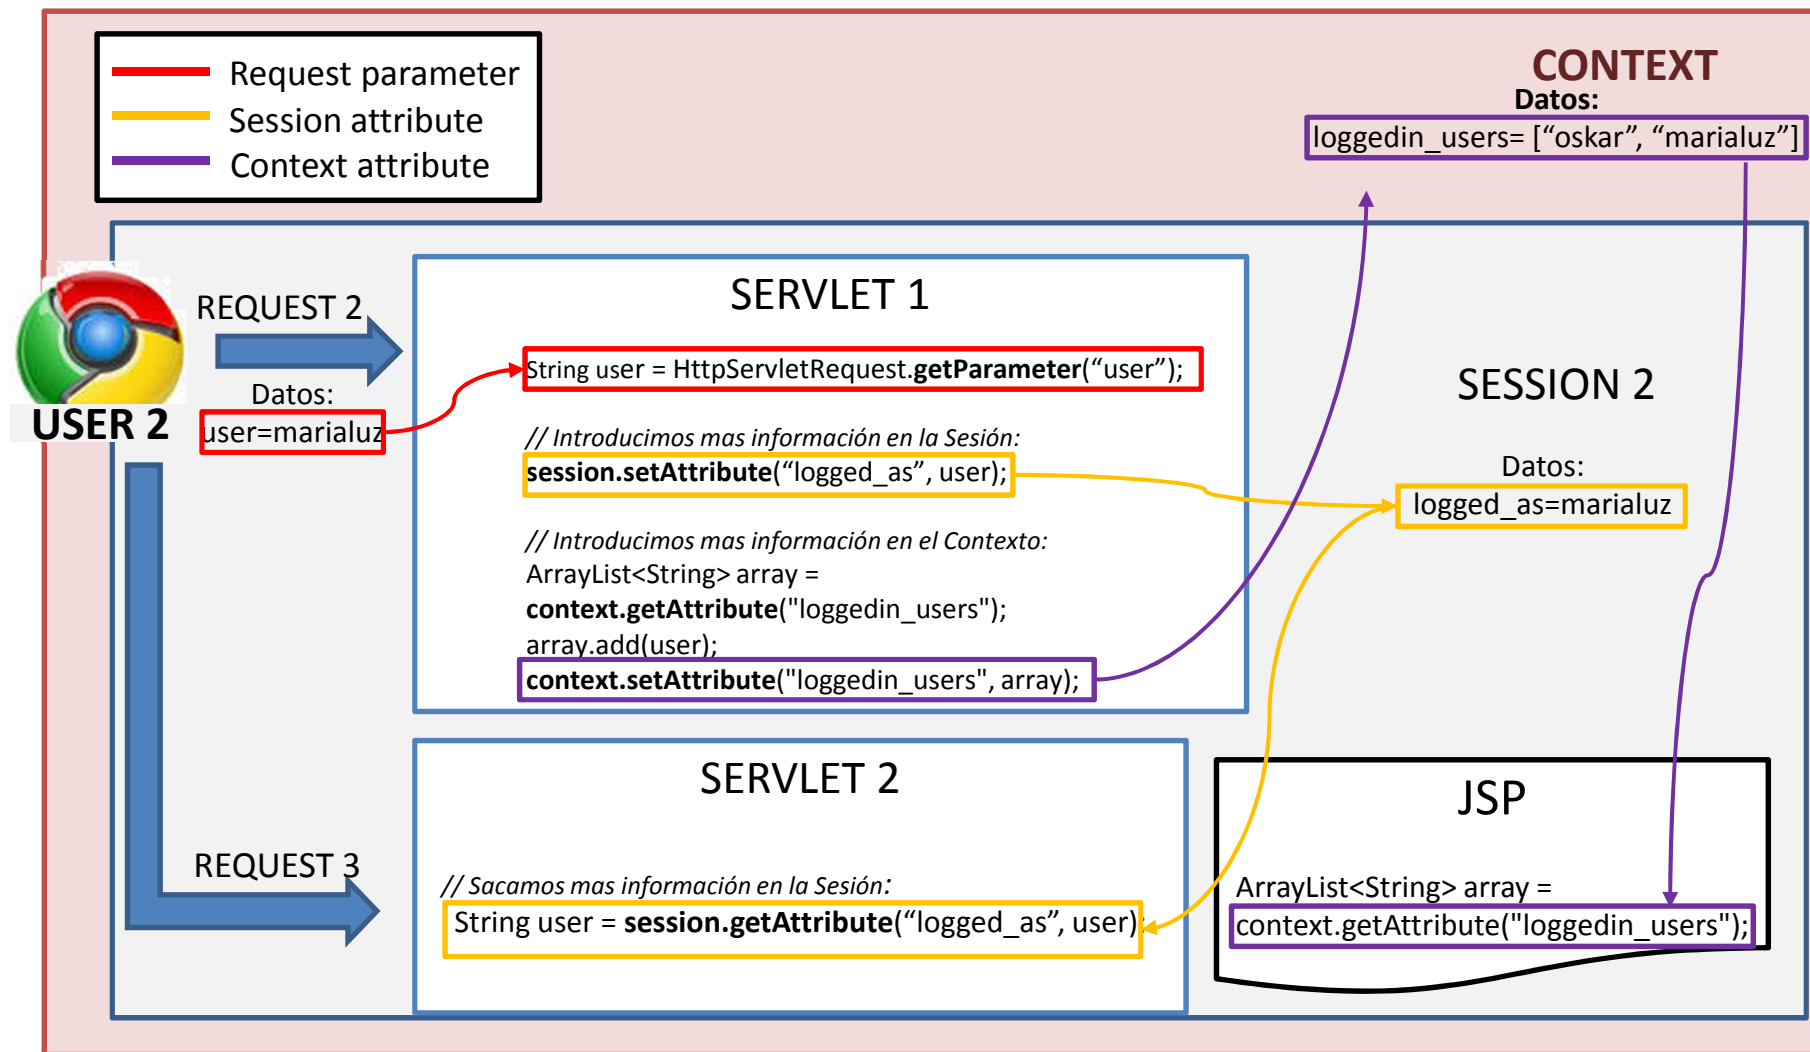 Request parameter
Session attribute
Context attribute
CONTEXT
Datos:
loggedin_users= [“oskar”, “marialuz”]
USER 2
REQUEST 2
Datos:
user=marialuz
SERVLET 1
String user = HttpServletRequest.getParameter(“user”);
// Introducimos mas información en la Sesión:
session.setAttribute(“logged_as”, user);
// Introducimos mas información en el Contexto:
ArrayList<String> array =
context.getAttribute("loggedin_users");
array.add(user);
context.setAttribute("loggedin_users", array);
SESSION 2
Datos:
logged_as=marialuz
REQUEST 3
SERVLET 2
// Sacamos mas información en la Sesión:
String user = session.getAttribute(“logged_as”, user);
JSP
ArrayList<String> array =
context.getAttribute("loggedin_users");